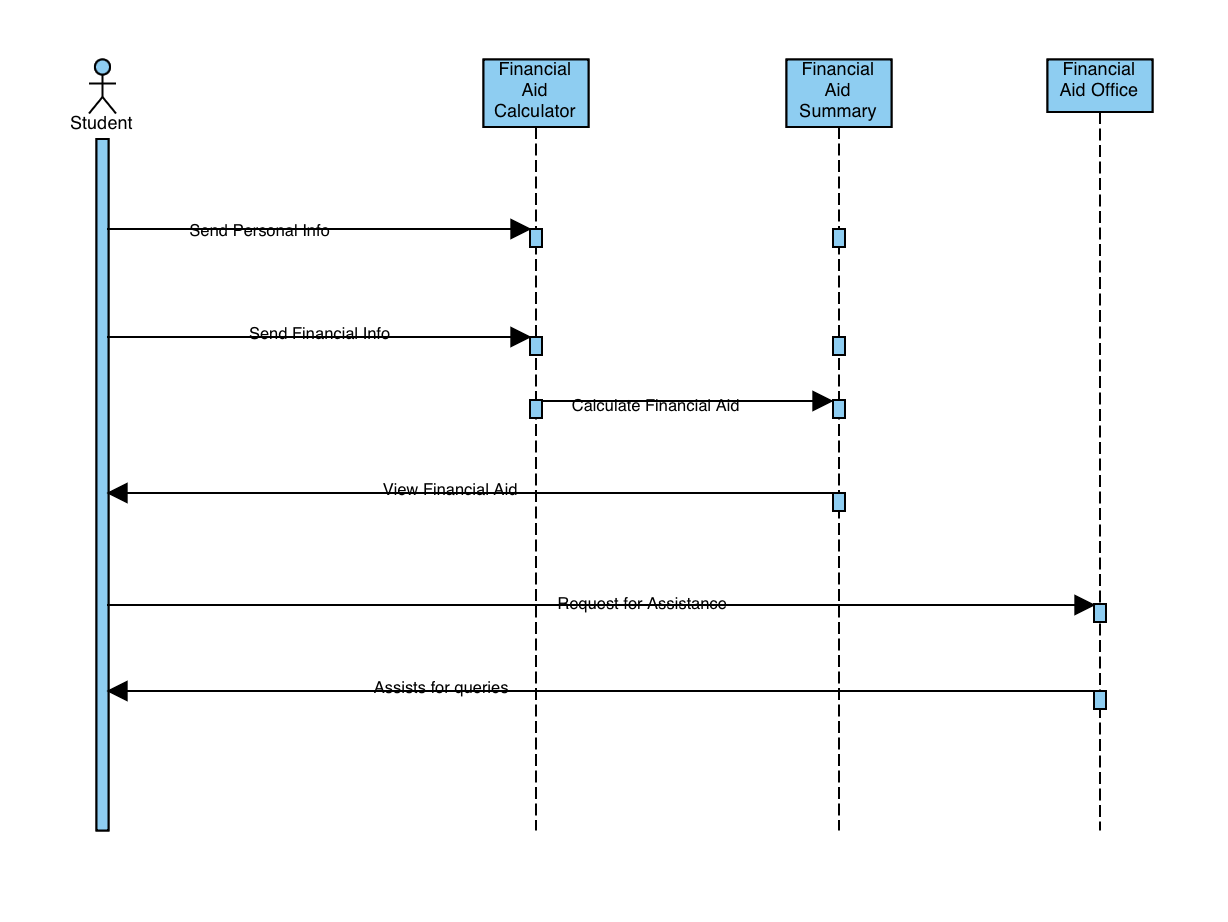 Student
Financial
Aid
Calculator
Financial
Aid
Summary
Financial
Aid Office
Send Personal Info
Send Financial Info
Calculate Financial Aid
View Financial Aid
Request for Assistance
Assists for queries